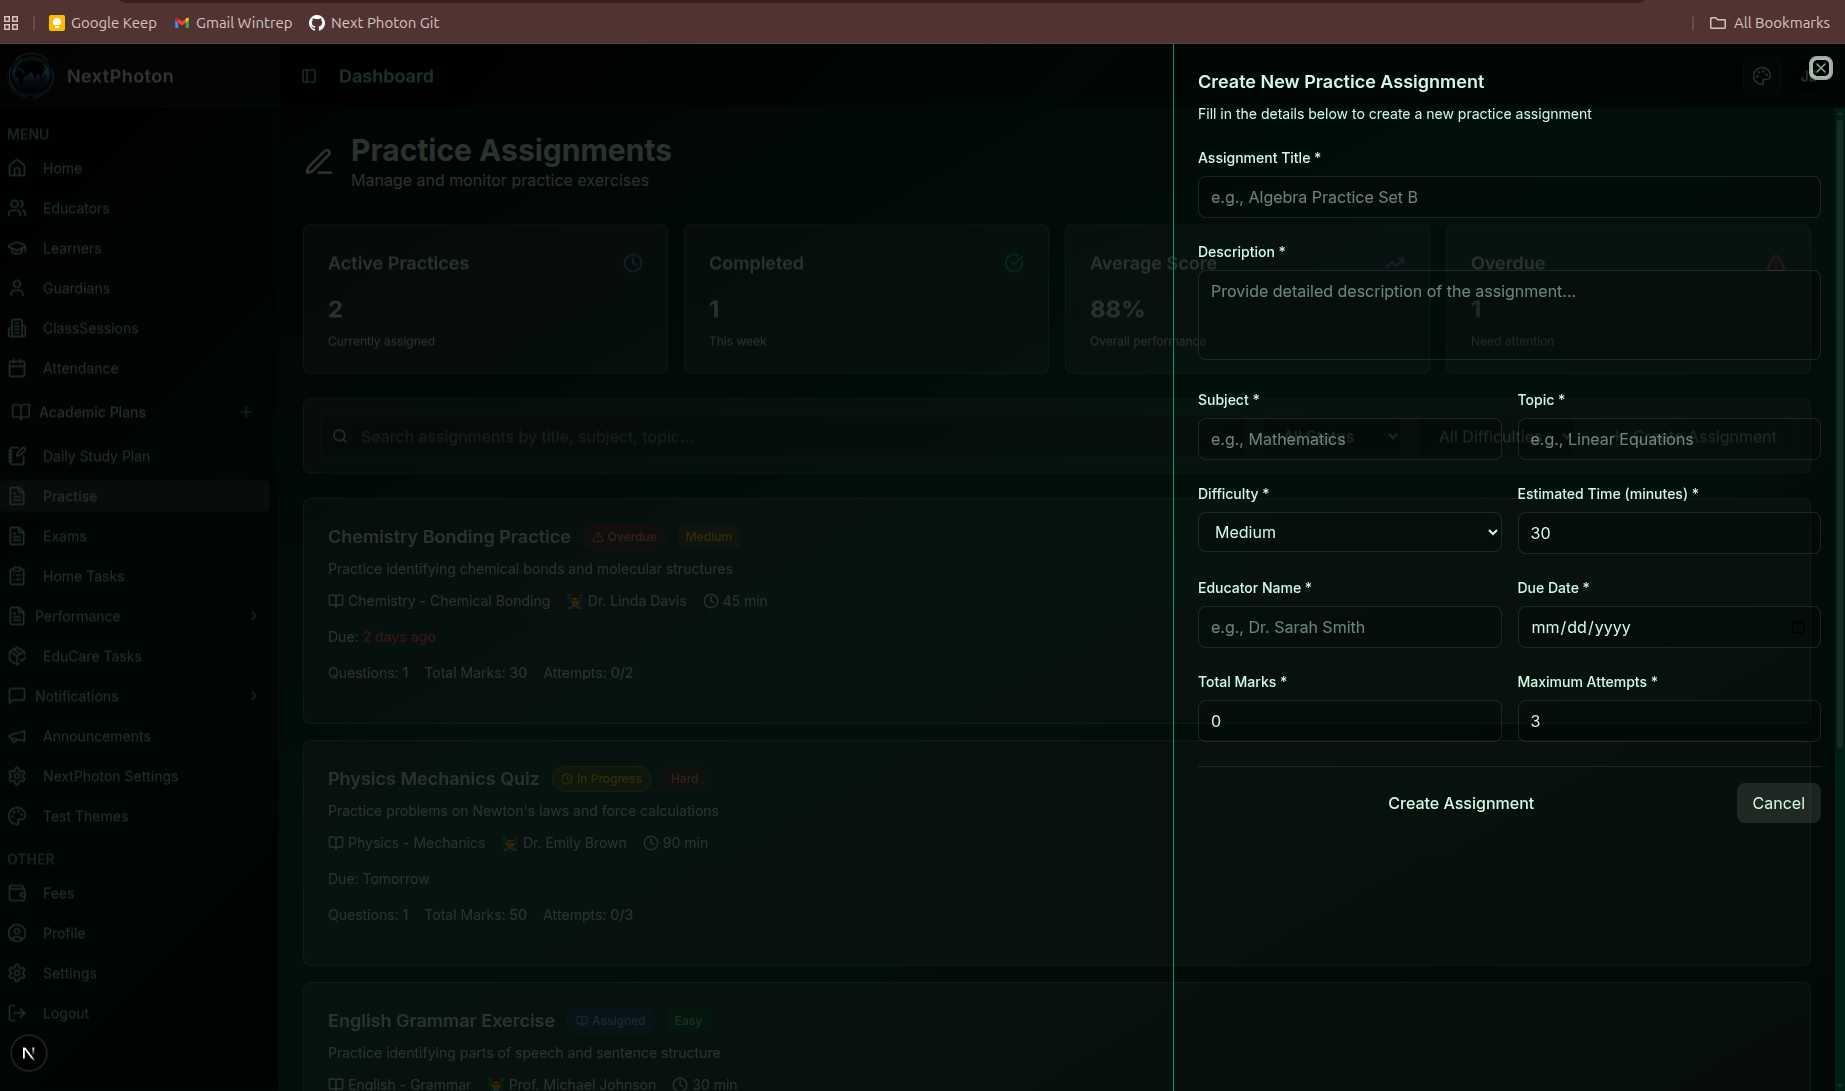 Google Keep
Gmail Wintrep
Next Photon Git
All Bookmarks
NextPhoton
MENU
Home
Educators
Learners
Guardians
ClassSessions
Attendance
Academic Plans
Daily Study Plan
Practise
Exams
Home Tasks
Performance
EduCare Tasks
Notifications
Announcements
NextPhoton Settings
Test Themes
OTHER
Fees
Profile
Settings
Logout
N
Dashboard
Practice Assignments
Manage and monitor practice exercises
Active Practices
2
Currently assigned
Completed
1
This week
Average Score
88%
Overall performance
Overdue
1
Need attention
Search assignments by title, subject, topic...
All Status
All Difficulties
Create Assignment
Chemistry Bonding Practice
Overdue
Medium
Practice identifying chemical bonds and molecular structures
Chemistry - Chemical Bonding
Dr. Linda Davis
45 min
Due: 2 days ago
Questions: 1 Total Marks: 30 Attempts: 0/2
Physics Mechanics Quiz
In Progress
Hard
Practice problems on Newton's laws and force calculations
Physics - Mechanics
Dr. Emily Brown
90 min
Due: Tomorrow
Questions: 1 Total Marks: 50 Attempts: 0/3
English Grammar Exercise
Assigned
Easy
Practice identifying parts of speech and sentence structure
English - Grammar
Prof. Michael Johnson
30 min
Create New Practice Assignment
Fill in the details below to create a new practice assignment
Assignment Title *
e.g., Algebra Practice Set B
Description *
Provide detailed description of the assignment...
Subject *
e.g., Mathematics
Topic *
e.g., Linear Equations
Difficulty *
Medium
Estimated Time (minutes) *
30
Educator Name *
e.g., Dr. Sarah Smith
Due Date *
mm/dd/yyyy
Total Marks *
0
Maximum Attempts *
3
Create Assignment
Cancel